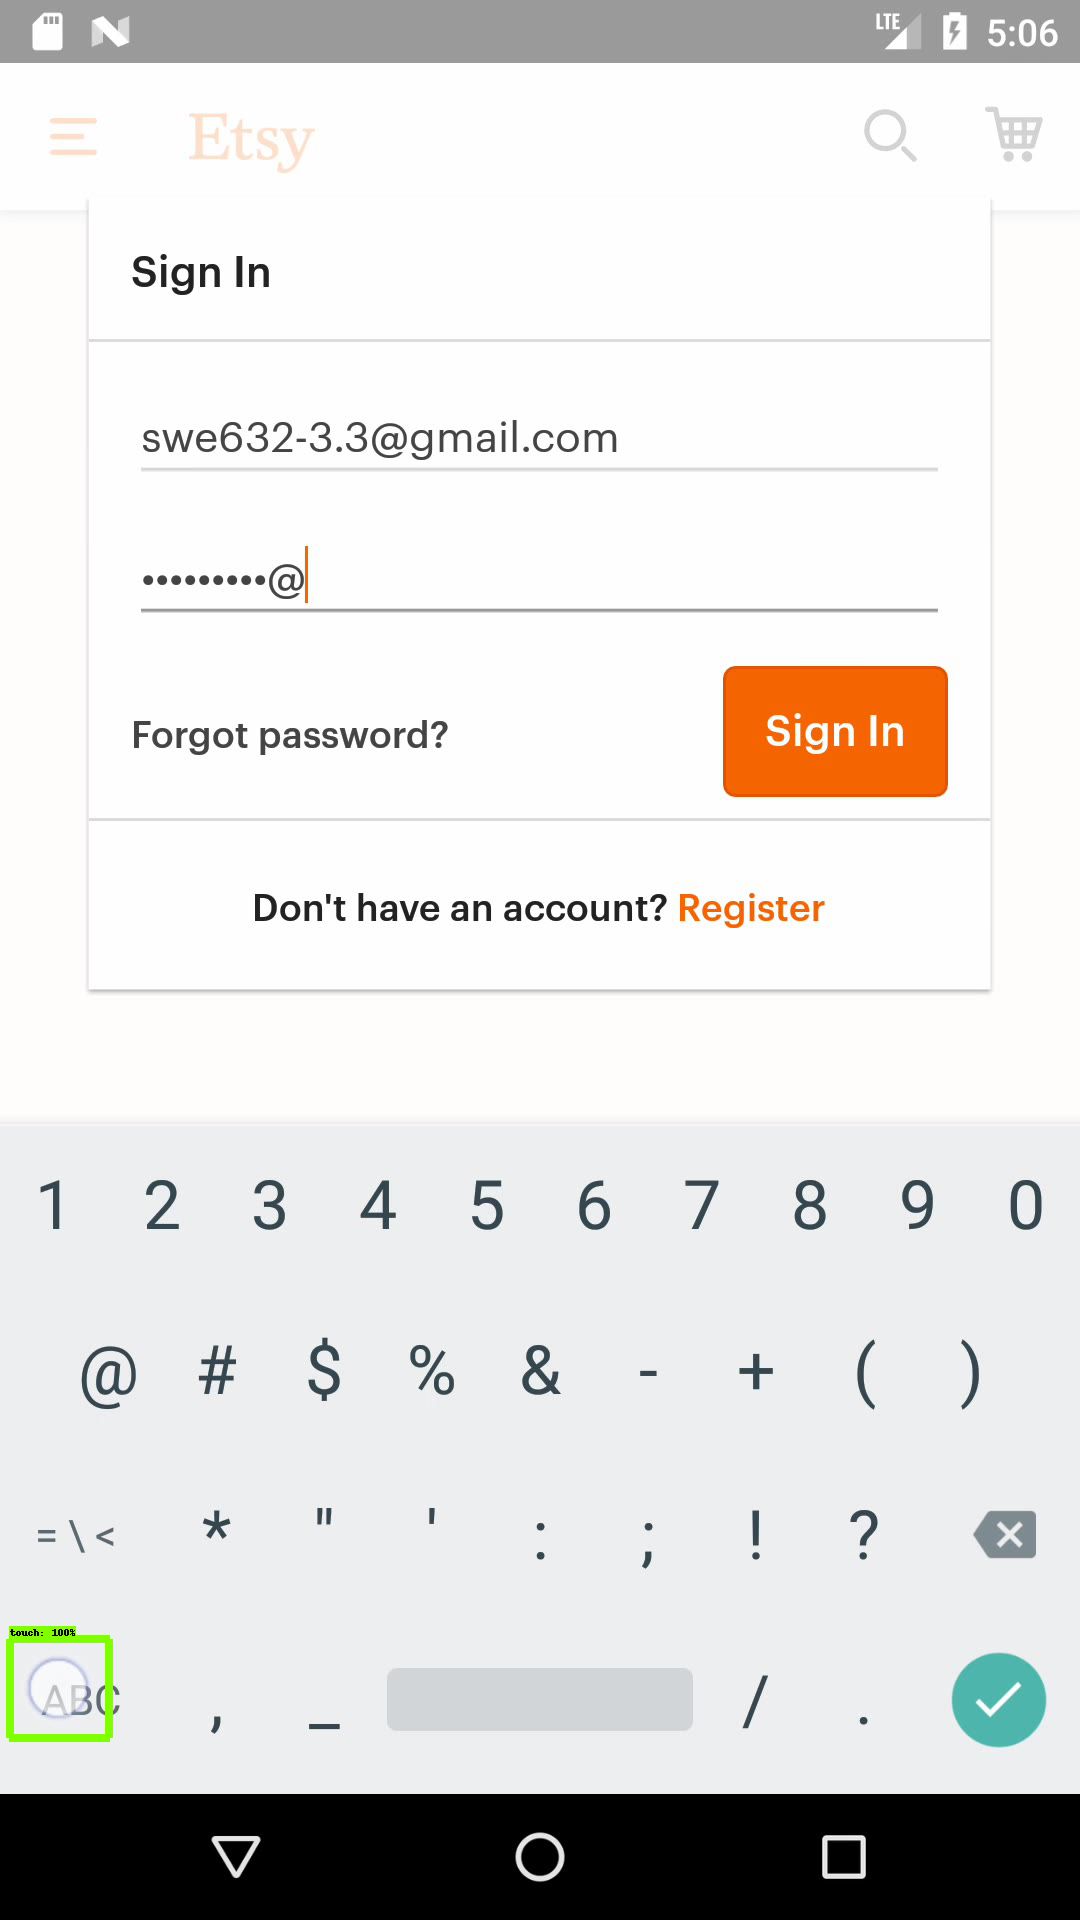 LTE 5:06
Etsy
Sign In
swe632-3.3@gmail.com
•••••••••@
Forgot password?
Sign In
Don't have an account? Register
1 2 3 4 5 6 7 8 9 0
@ # $ % & - + ( )
= \ < * " ' : ; ! ?
touch: 100%
ABC , _ / .